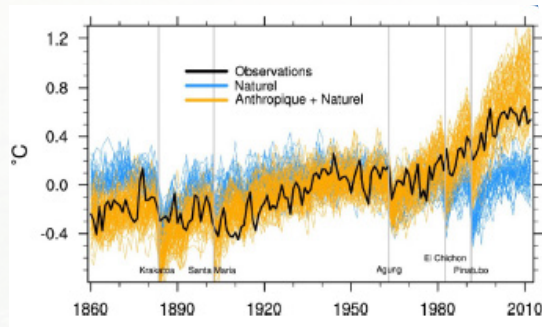 1.2
0.8
0.4
0.0
-0.4
°C
Observations
Naturel
Anthropique + Naturel
Krakatoa
Santa Maria
Agung
El Chichon
Pinatubo
1860 1890 1920 1950 1980 2010